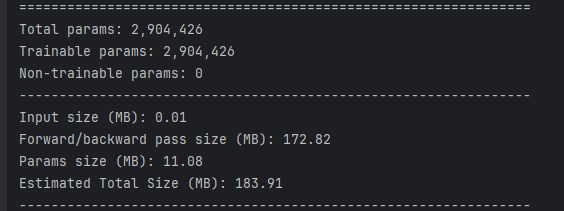 ================================================================
Total params: 2,904,426
Trainable params: 2,904,426
Non-trainable params: 0
----------------------------------------------------------------
Input size (MB): 0.01
Forward/backward pass size (MB): 172.82
Params size (MB): 11.08
Estimated Total Size (MB): 183.91
----------------------------------------------------------------